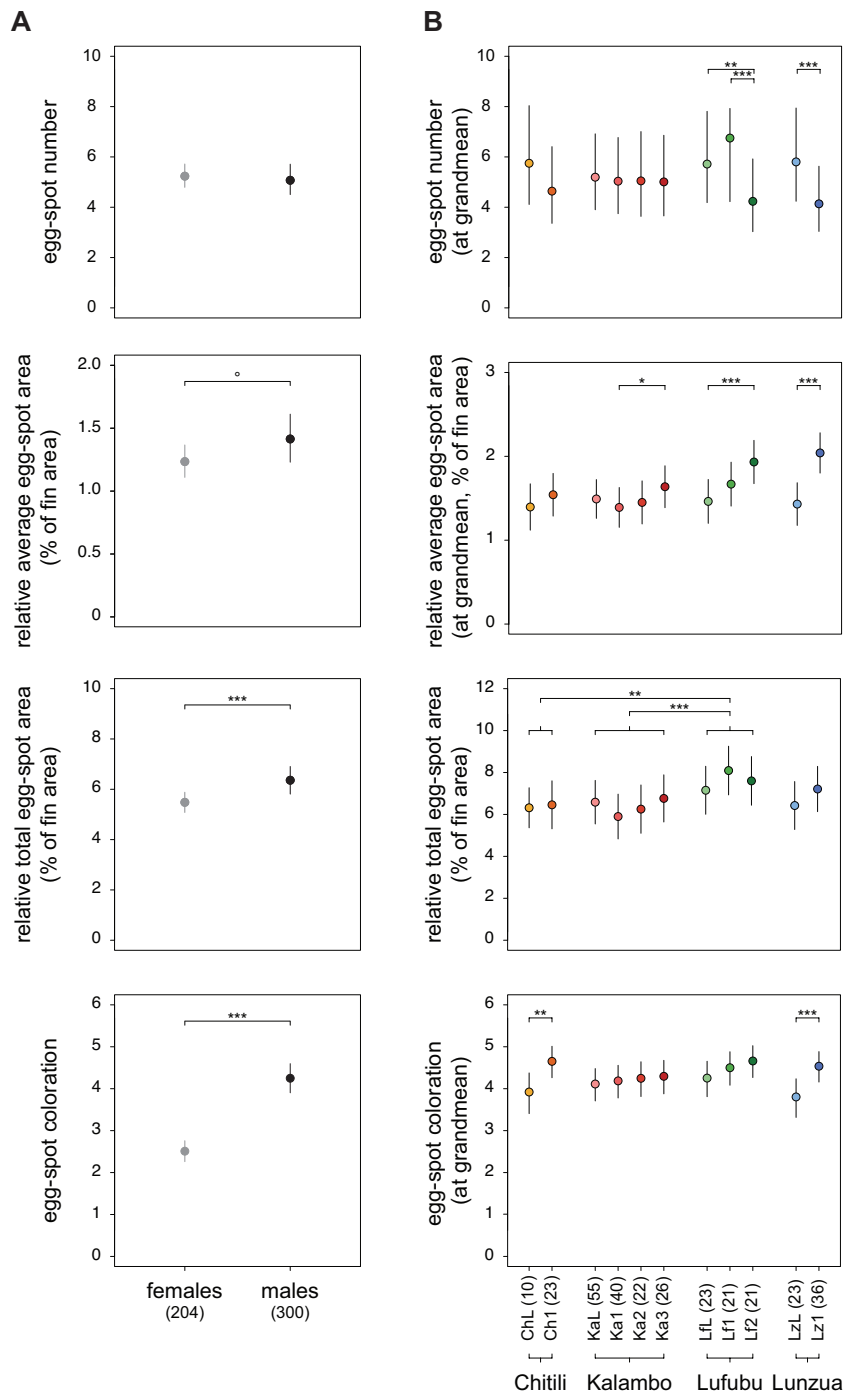 A
B
egg-spot number
10
8
6
4
2
0
egg-spot number
(at grandmean)
10
8
6
4
2
0
**
***
***
relative average egg-spot area
(% of fin area)
2.0
1.5
1.0
0.5
0
°
relative average egg-spot area
(at grandmean, % of fin area)
3
2
1
0
*
***
***
relative total egg-spot area
(% of fin area)
10
8
6
4
2
0
***
relative total egg-spot area
(% of fin area)
12
10
8
6
4
2
0
**
***
egg-spot coloration
6
5
4
3
2
1
0
***
egg-spot coloration
(at grandmean)
6
5
4
3
2
1
0
**
***
females
(204)
males
(300)
ChL (10)
Ch1 (23)
KaL (55)
Ka1 (40)
Ka2 (22)
Ka3 (26)
LfL (23)
Lf1 (21)
Lf2 (21)
LzL (23)
Lz1 (36)
Chitili
Kalambo
Lufubu
Lunzua